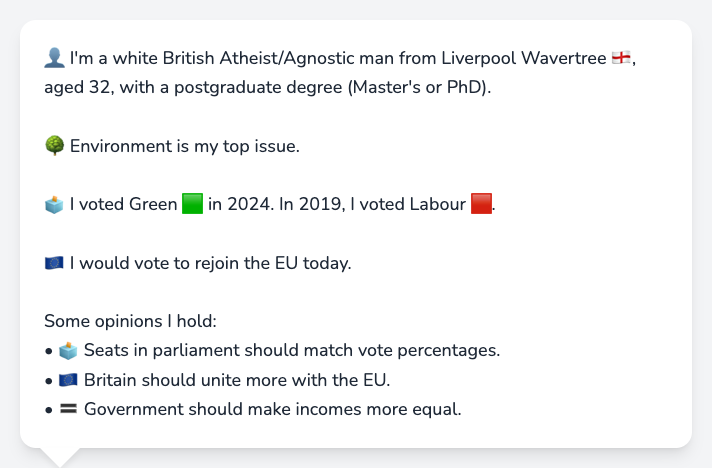 👤 I'm a white British Atheist/Agnostic man from Liverpool Wavertree 🏴󠁧󠁢󠁥󠁮󠁧󠁿,
aged 32, with a postgraduate degree (Master's or PhD).
🌳 Environment is my top issue.
🗳️ I voted Green 🟩 in 2024. In 2019, I voted Labour 🟥.
🇪🇺 I would vote to rejoin the EU today.
Some opinions I hold:
• 🗳️ Seats in parliament should match vote percentages.
• 🇪🇺 Britain should unite more with the EU.
• 🟰 Government should make incomes more equal.